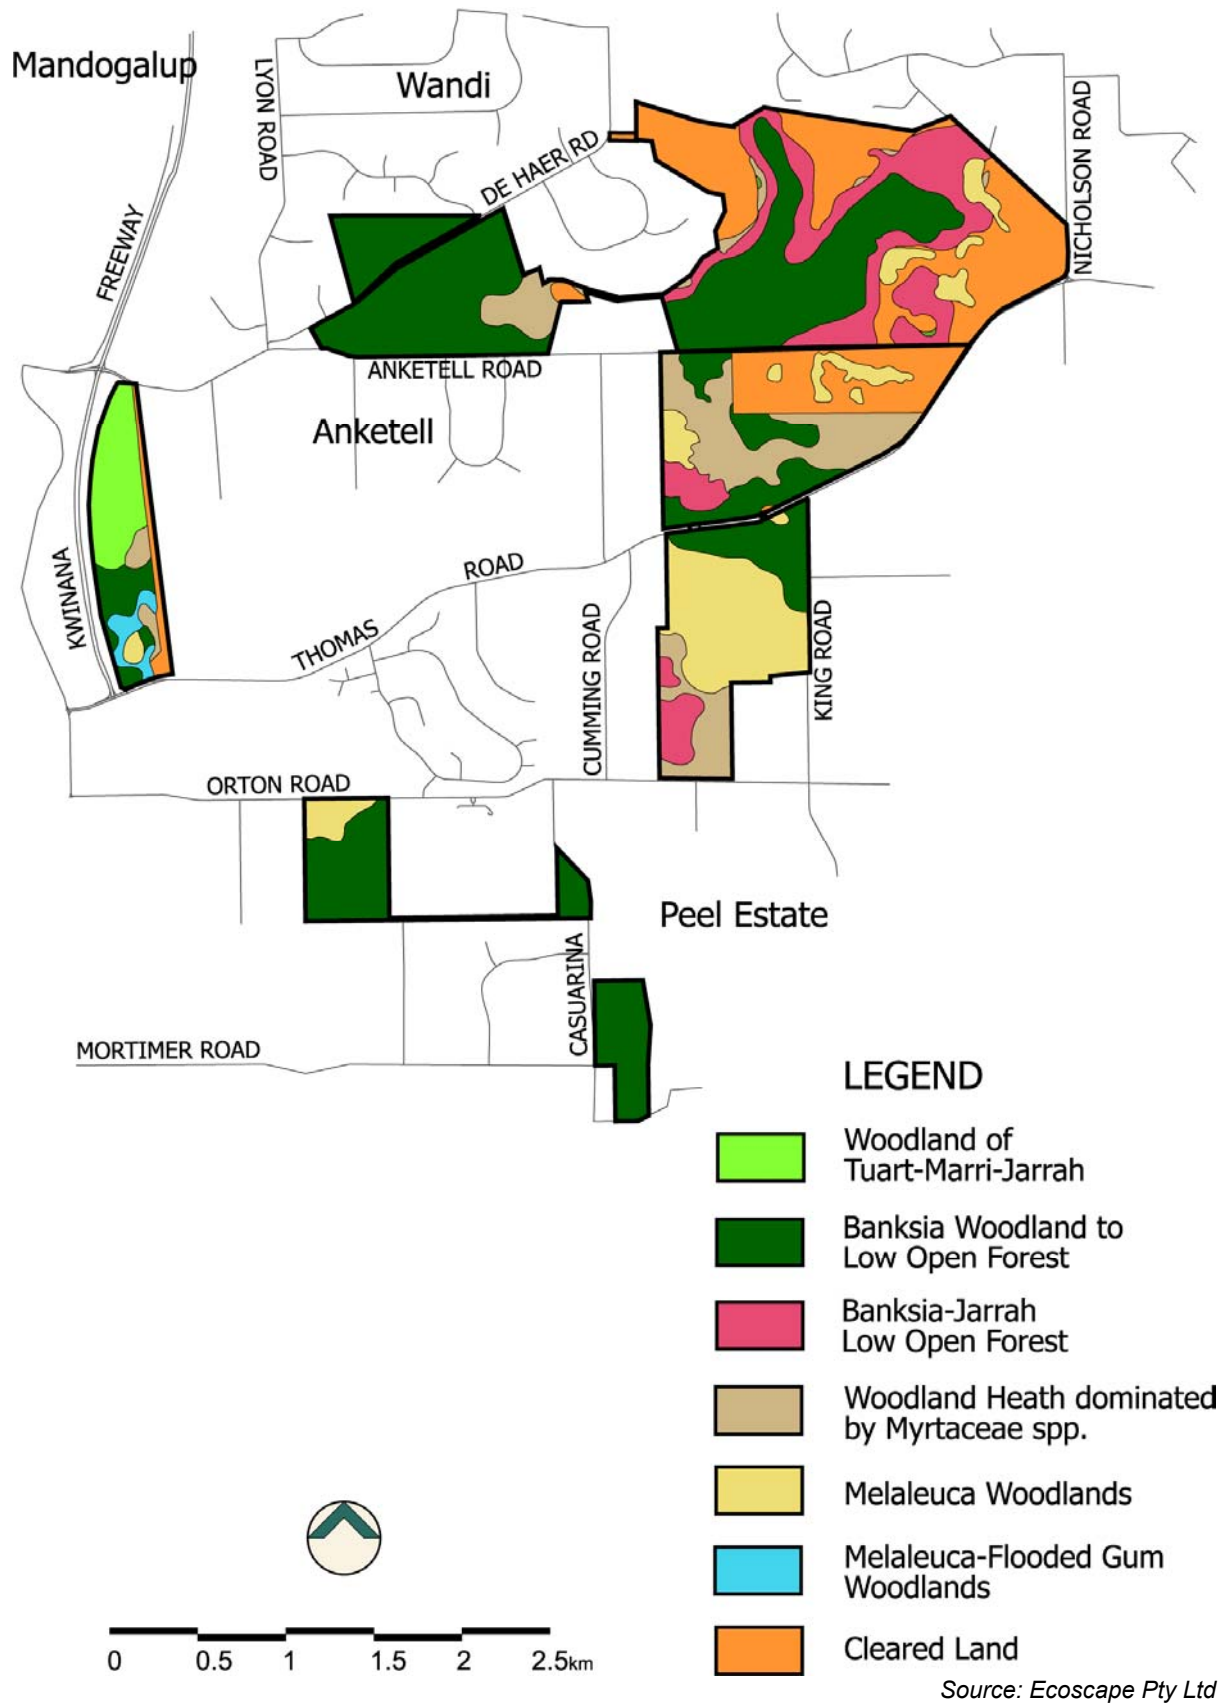 Mandogalup
Wandi
LYON ROAD
DE HAER RD
NICHOLSON ROAD
FREEWAY
ANKETELL ROAD
Anketell
KWINANA
ROAD
THOMAS
CUMMING ROAD
KING ROAD
ORTON ROAD
Peel Estate
CASUARINA
MORTIMER ROAD
LEGEND
Woodland of
Tuart-Marri-Jarrah
Banksia Woodland to
Low Open Forest
Banksia-Jarrah
Low Open Forest
Woodland Heath dominated
by Myrtaceae spp.
Melaleuca Woodlands
Melaleuca-Flooded Gum
Woodlands
Cleared Land
0 0.5 1 1.5 2 2.5km
Source: Ecoscape Pty Ltd